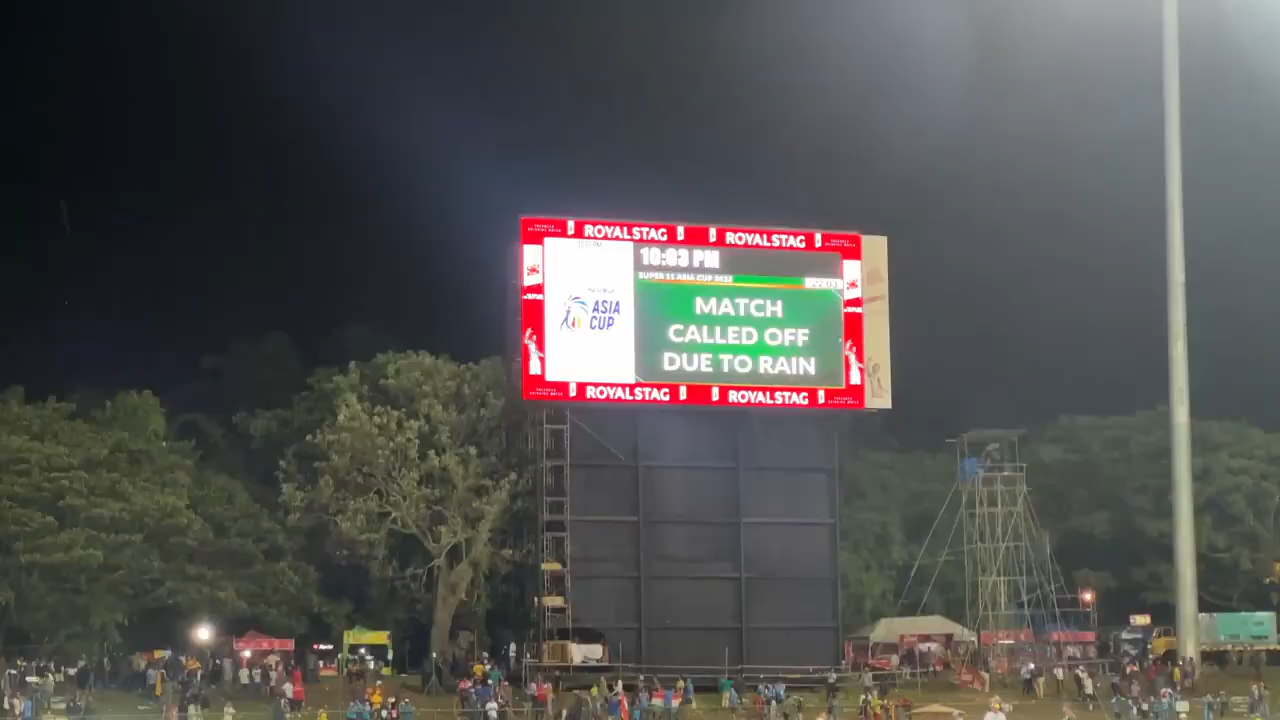 ROYALSTAG
ROYALSTAG
10:03 PM
SUPER 11 ASIA CUP 2023
ASIA
CUP
MATCH
CALLED OFF
DUE TO RAIN
ROYALSTAG
ROYALSTAG